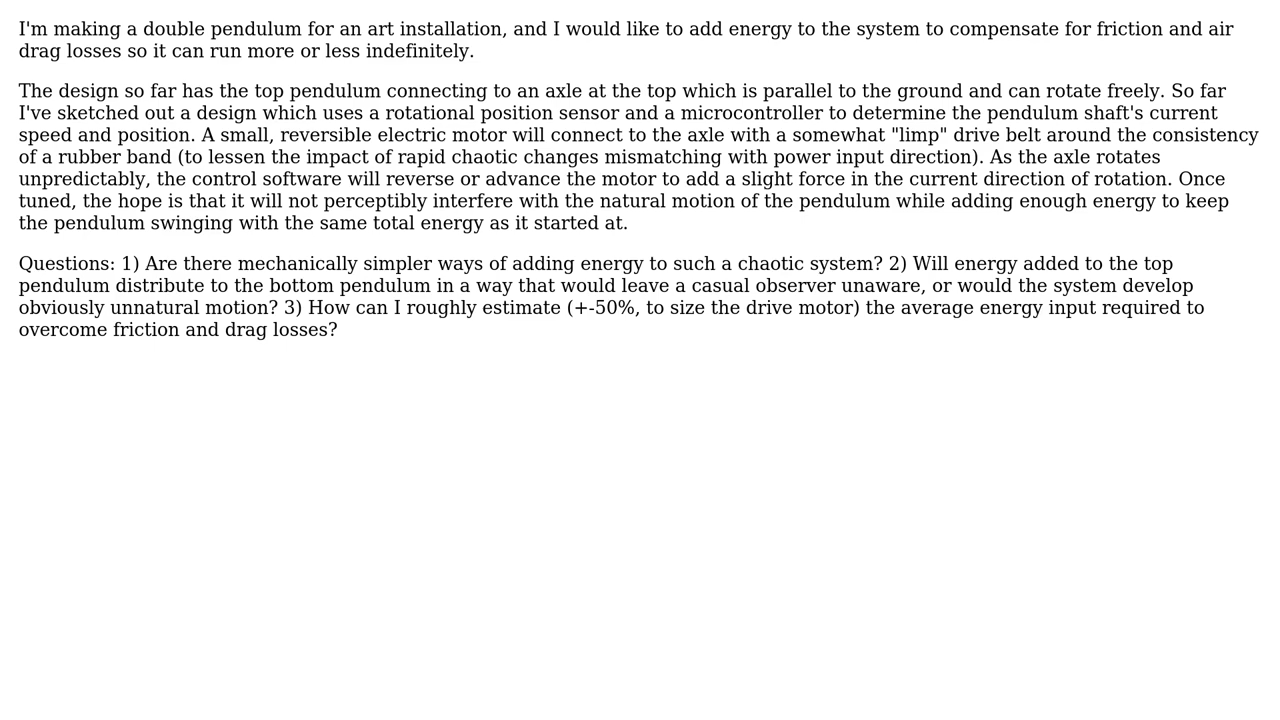 I'm making a double pendulum for an art installation, and I would like to add energy to the system to compensate for friction and air
drag losses so it can run more or less indefinitely.
The design so far has the top pendulum connecting to an axle at the top which is parallel to the ground and can rotate freely. So far
I've sketched out a design which uses a rotational position sensor and a microcontroller to determine the pendulum shaft's current
speed and position. A small, reversible electric motor will connect to the axle with a somewhat "limp" drive belt around the consistency
of a rubber band (to lessen the impact of rapid chaotic changes mismatching with power input direction). As the axle rotates
unpredictably, the control software will reverse or advance the motor to add a slight force in the current direction of rotation. Once
tuned, the hope is that it will not perceptibly interfere with the natural motion of the pendulum while adding enough energy to keep
the pendulum swinging with the same total energy as it started at.
Questions: 1) Are there mechanically simpler ways of adding energy to such a chaotic system? 2) Will energy added to the top
pendulum distribute to the bottom pendulum in a way that would leave a casual observer unaware, or would the system develop
obviously unnatural motion? 3) How can I roughly estimate (+-50%, to size the drive motor) the average energy input required to
overcome friction and drag losses?